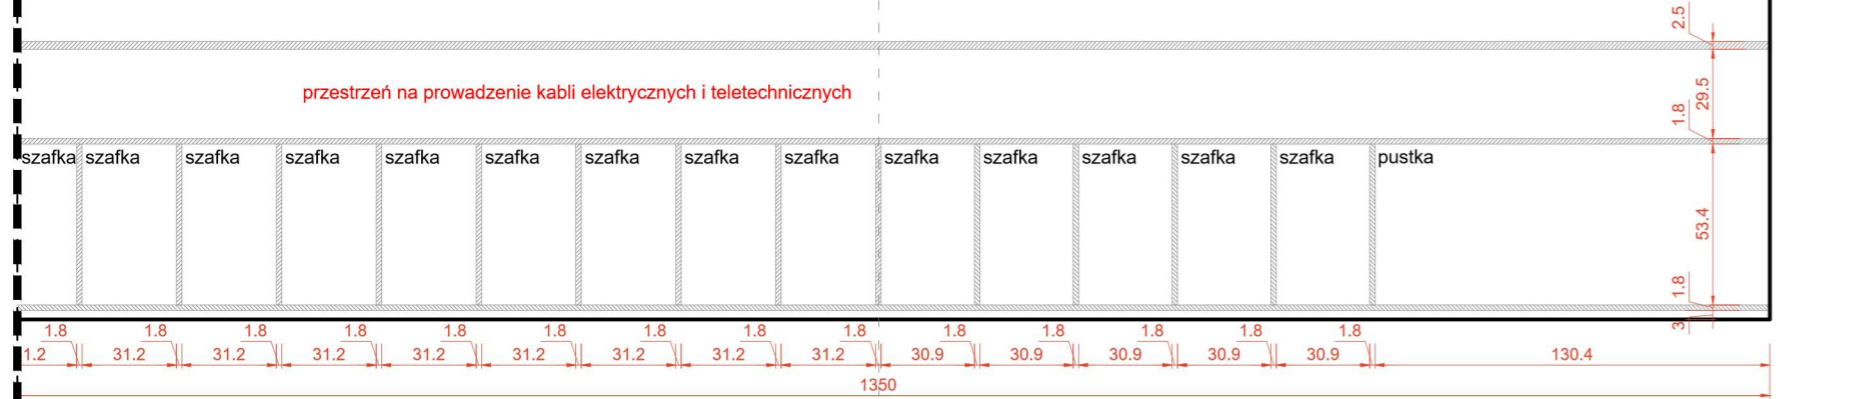 2.5
przestrzeń na prowadzenie kabli elektrycznych i teletechnicznych
29.5
1.8
szafka szafka szafka szafka szafka szafka szafka szafka szafka szafka szafka szafka szafka szafka pustka
53.4
1.8
3
1.8 1.8 1.8 1.8 1.8 1.8 1.8 1.8 1.8 1.8 1.8 1.8 1.8 1.8
1.2 31.2 31.2 31.2 31.2 31.2 31.2 31.2 31.2 30.9 30.9 30.9 30.9 30.9 130.4
1350